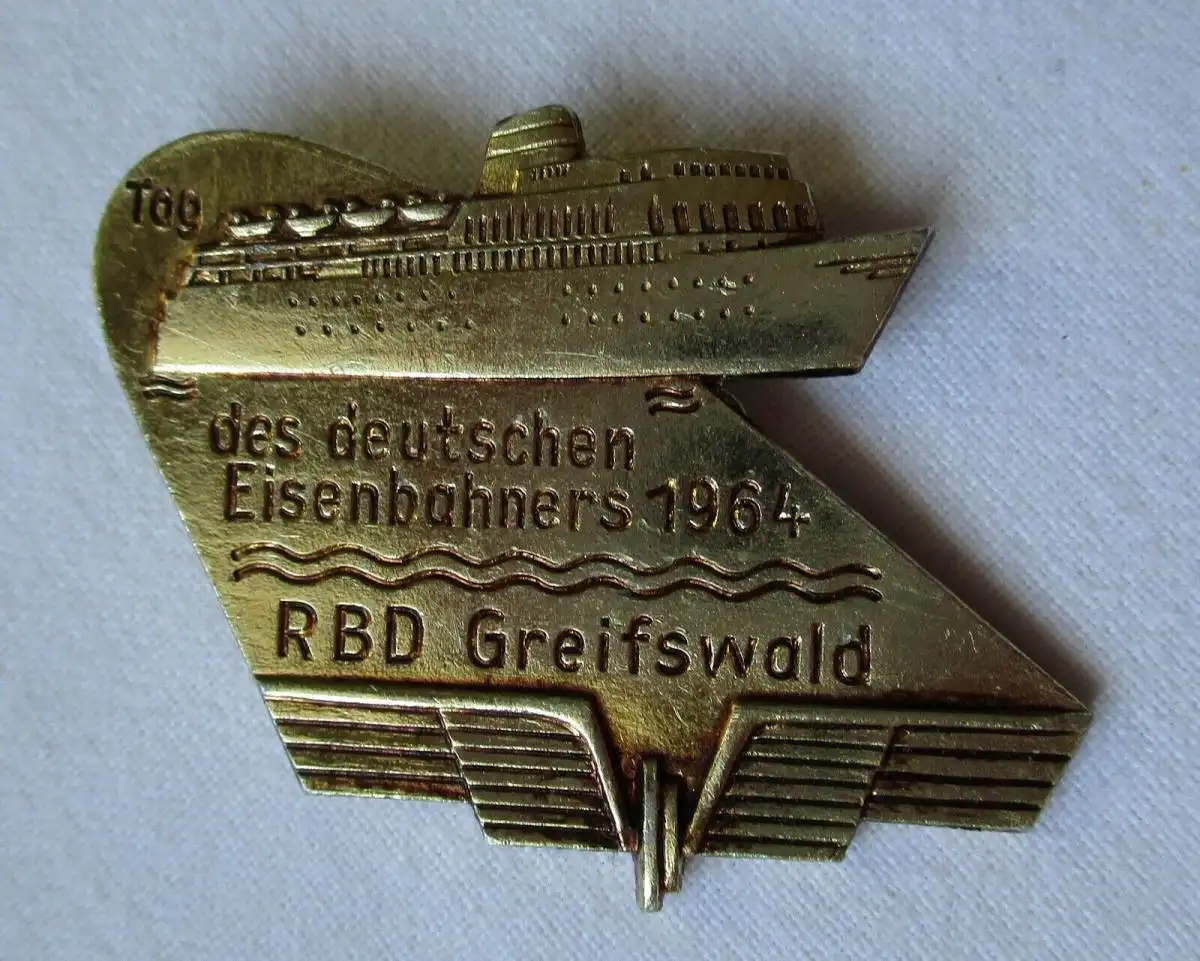 Tag
des deutschen
Eisenbahners 1964
RBD Greifswald